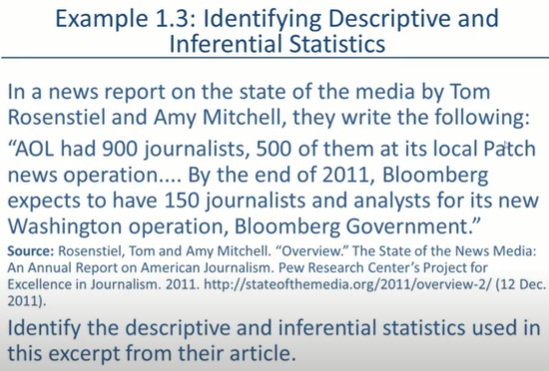 Example 1.3: Identifying Descriptive and
Inferential Statistics
In a news report on the state of the media by Tom
Rosenstiel and Amy Mitchell, they write the following:
“AOL had 900 journalists, 500 of them at its local Patch
news operation.... By the end of 2011, Bloomberg
expects to have 150 journalists and analysts for its new
Washington operation, Bloomberg Government.”
Source: Rosenstiel, Tom and Amy Mitchell. “Overview.” The State of the News Media:
An Annual Report on American Journalism. Pew Research Center’s Project for
Excellence in Journalism. 2011. http://stateofthemedia.org/2011/overview-2/ (12 Dec.
2011).
Identify the descriptive and inferential statistics used in
this excerpt from their article.